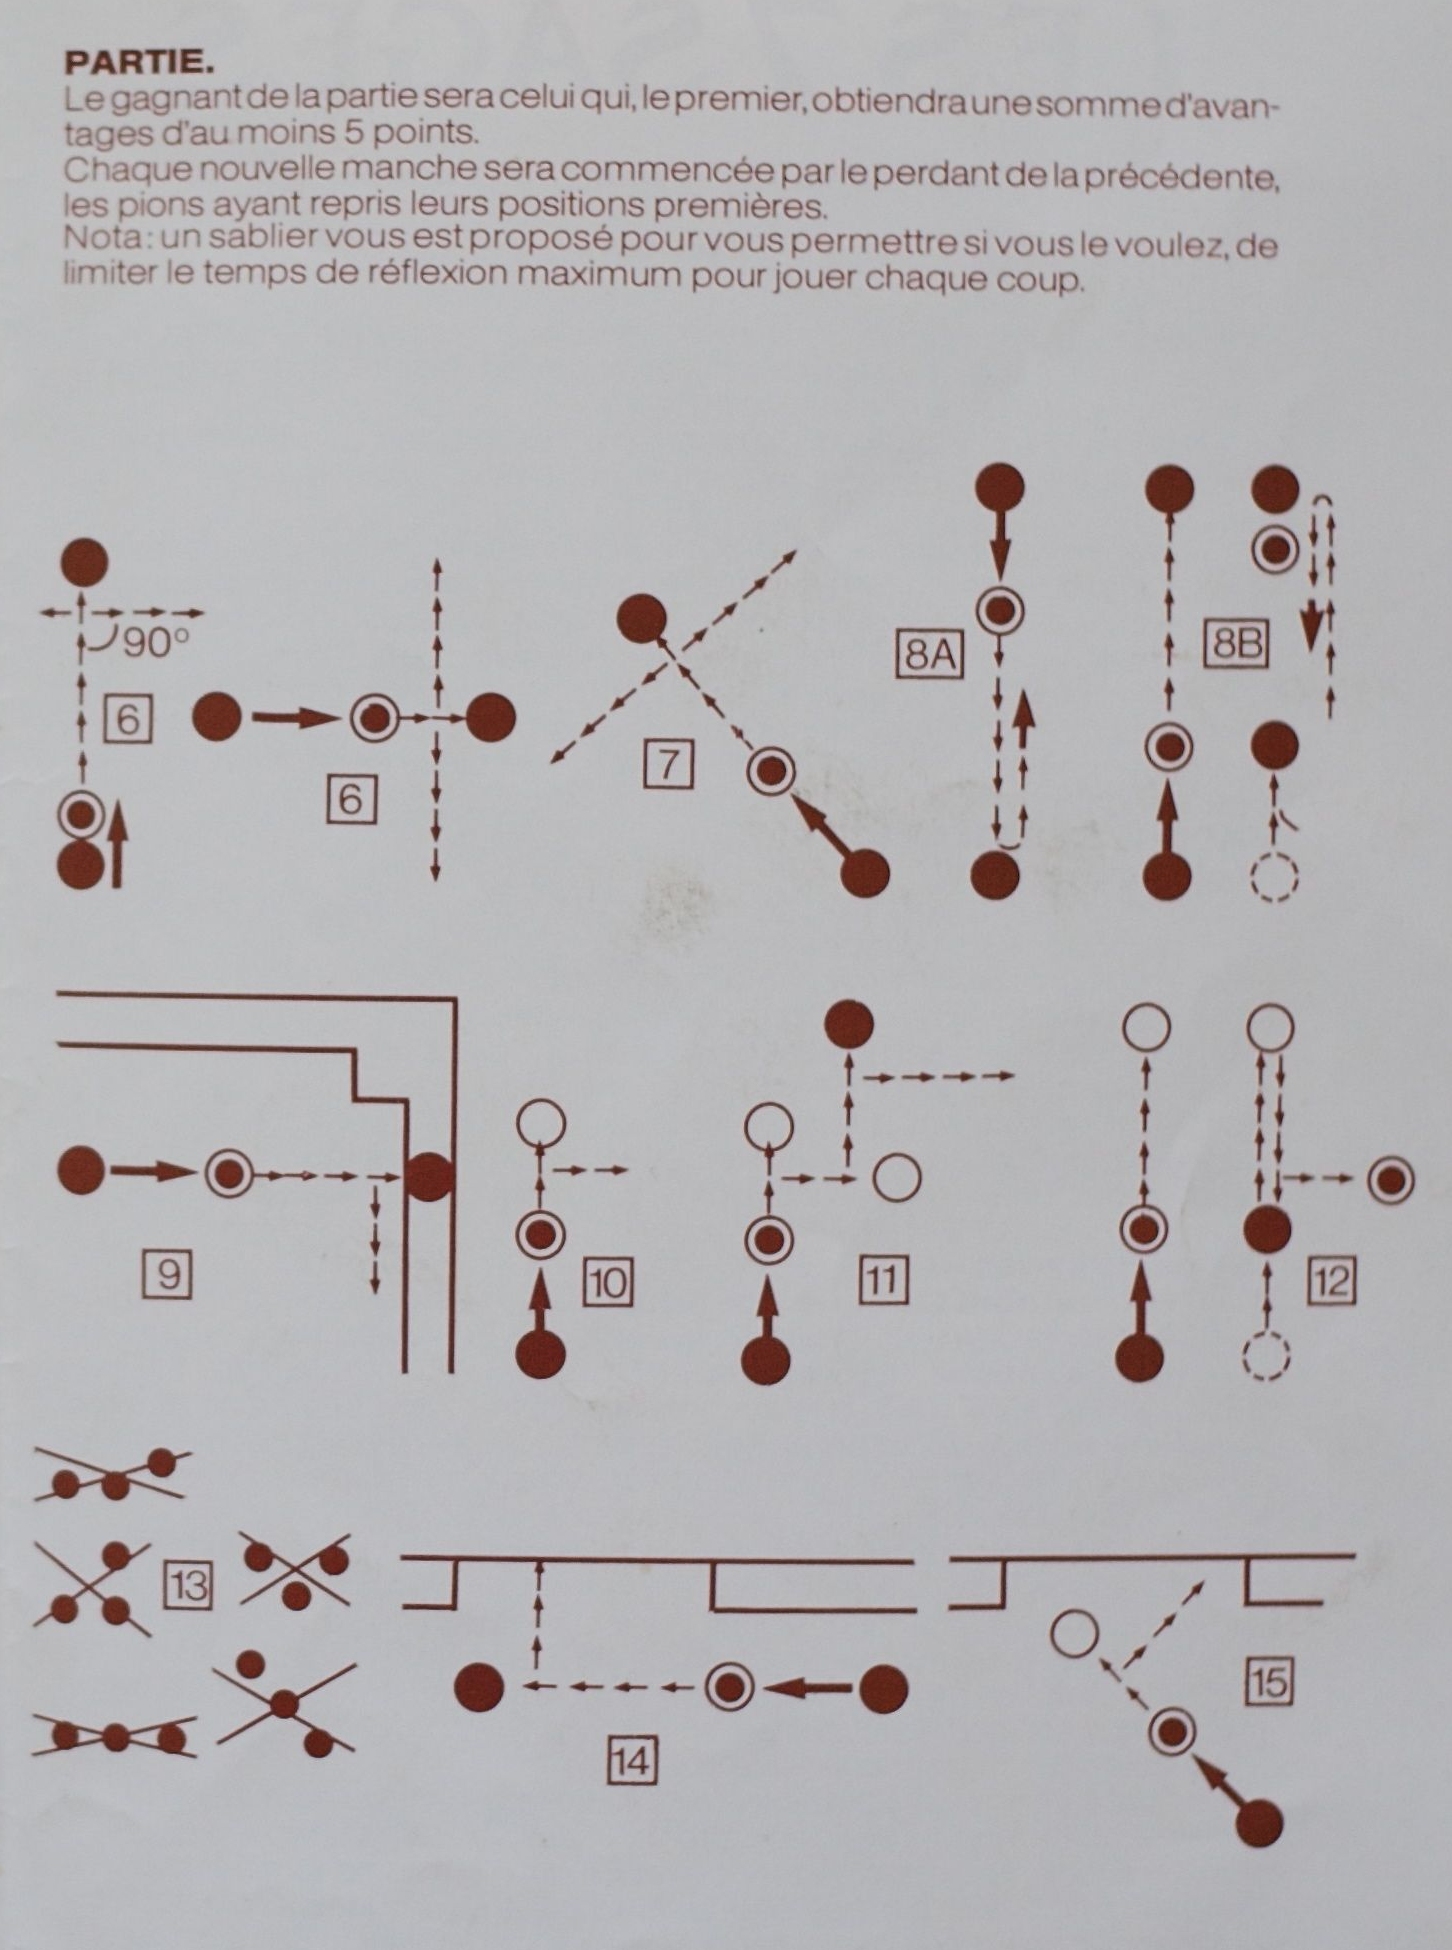 PARTIE.
Le gagnant de la partie sera celui qui, le premier, obtiendra une somme d'avan-
tages d'au moins 5 points.
Chaque nouvelle manche sera commencée par le perdant de la précédente,
les pions ayant repris leurs positions premières.
Nota: un sablier vous est proposé pour vous permettre si vous le voulez, de
limiter le temps de réflexion maximum pour jouer chaque coup.
90°
6
6
7
8A
8B
9
10
11
12
13
14
15